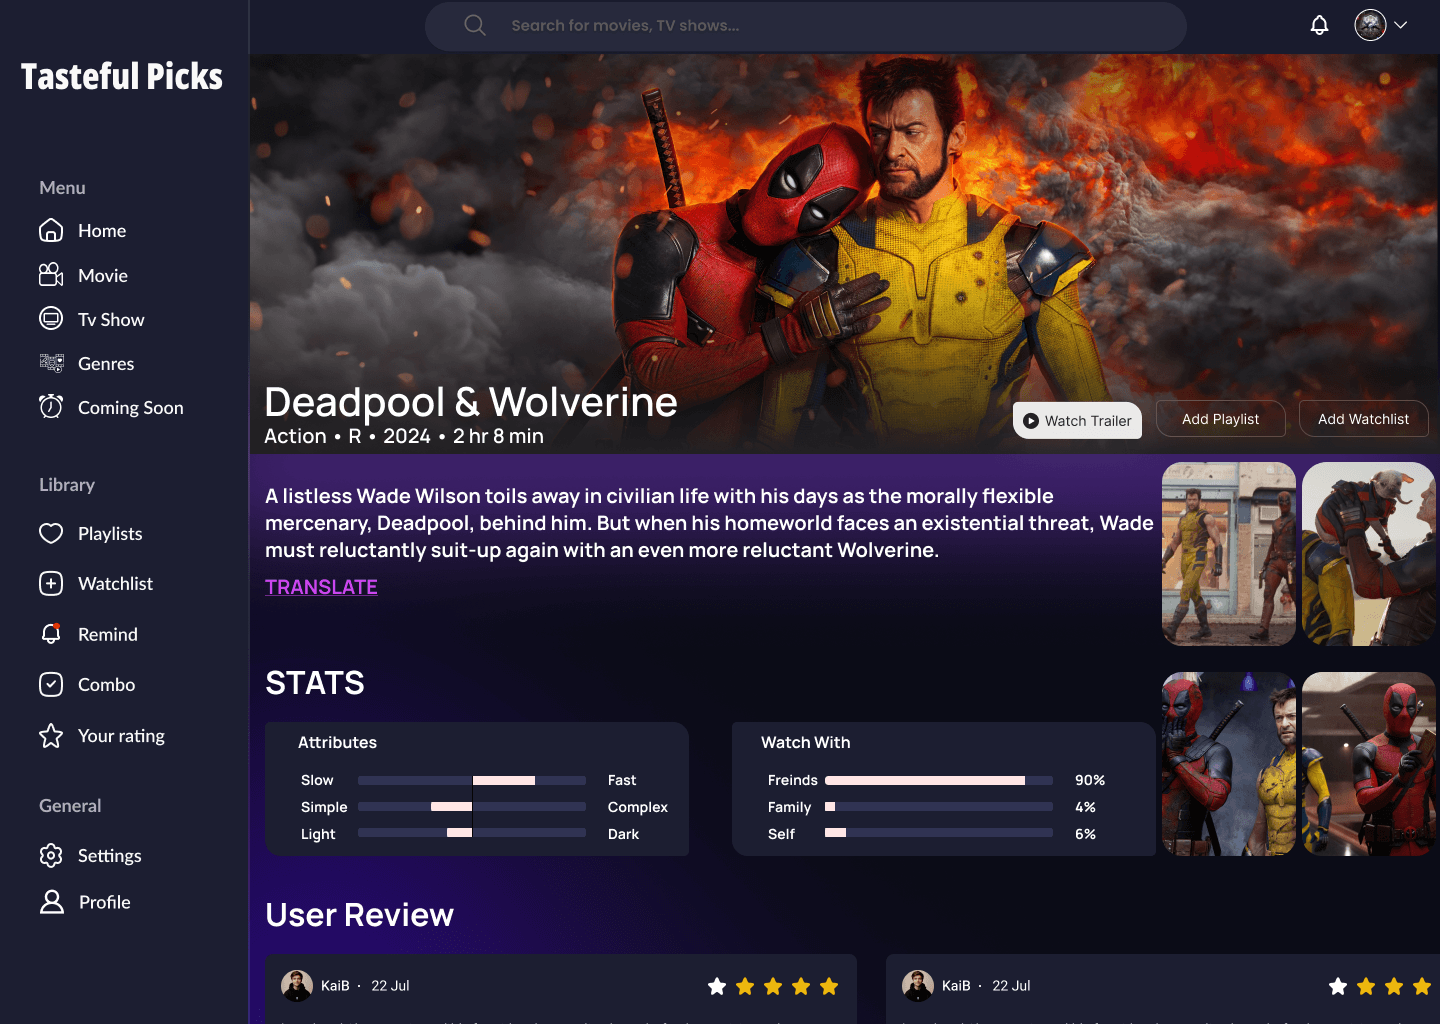 Search for movies, TV shows...
Tasteful Picks
Menu
Home
Movie
Tv Show
Genres
Coming Soon
Library
Playlists
Watchlist
Remind
Combo
Your rating
General
Settings
Profile
Deadpool & Wolverine
Action • R • 2024 • 2 hr 8 min
Watch Trailer
Add Playlist
Add Watchlist
A listless Wade Wilson toils away in civilian life with his days as the morally flexible
mercenary, Deadpool, behind him. But when his homeworld faces an existential threat, Wade
must reluctantly suit-up again with an even more reluctant Wolverine.
TRANSLATE
STATS
Attributes
Slow Fast
Simple Complex
Light Dark
Watch With
Freinds 90%
Family 4%
Self 6%
User Review
KaiB · 22 Jul
KaiB · 22 Jul